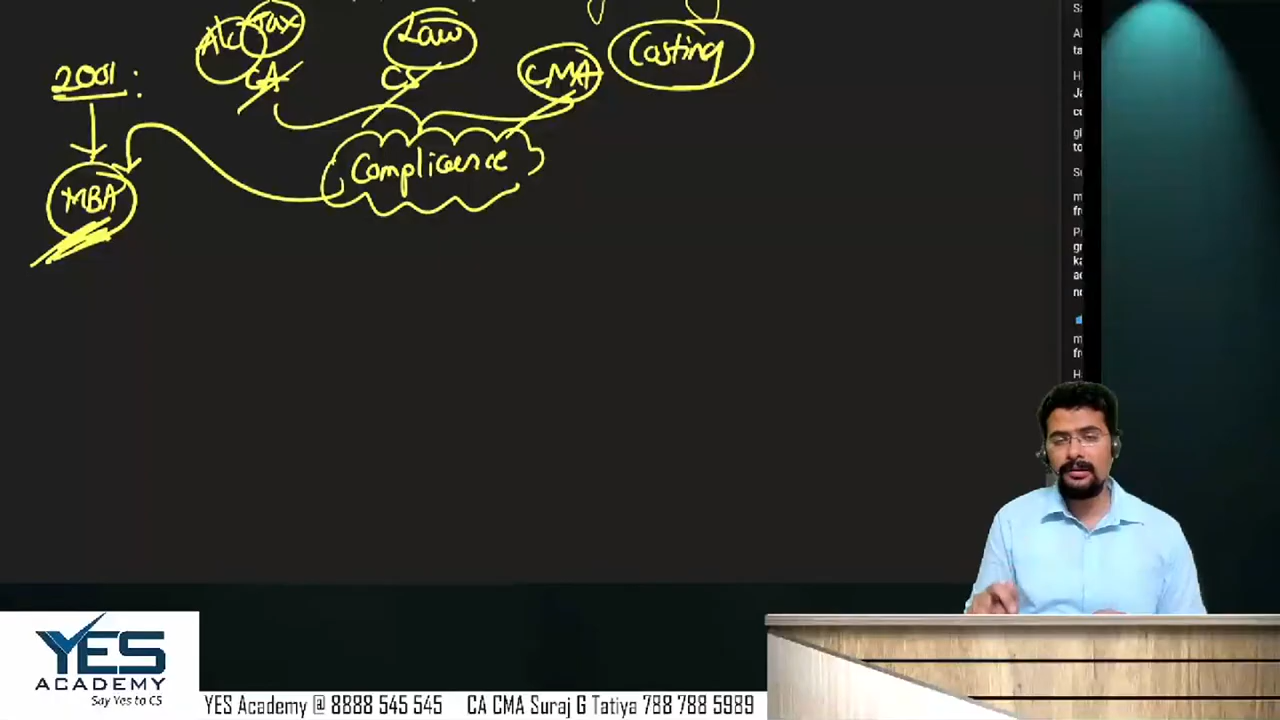 A/c Tax
Law
Costing
2001 :
CA
CS
CMA
Complicence
MBA
YES
ACADEMY
Say Yes to CS
YES Academy @ 8888 545 545 CA CMA Suraj G Tatiya 788 788 5989